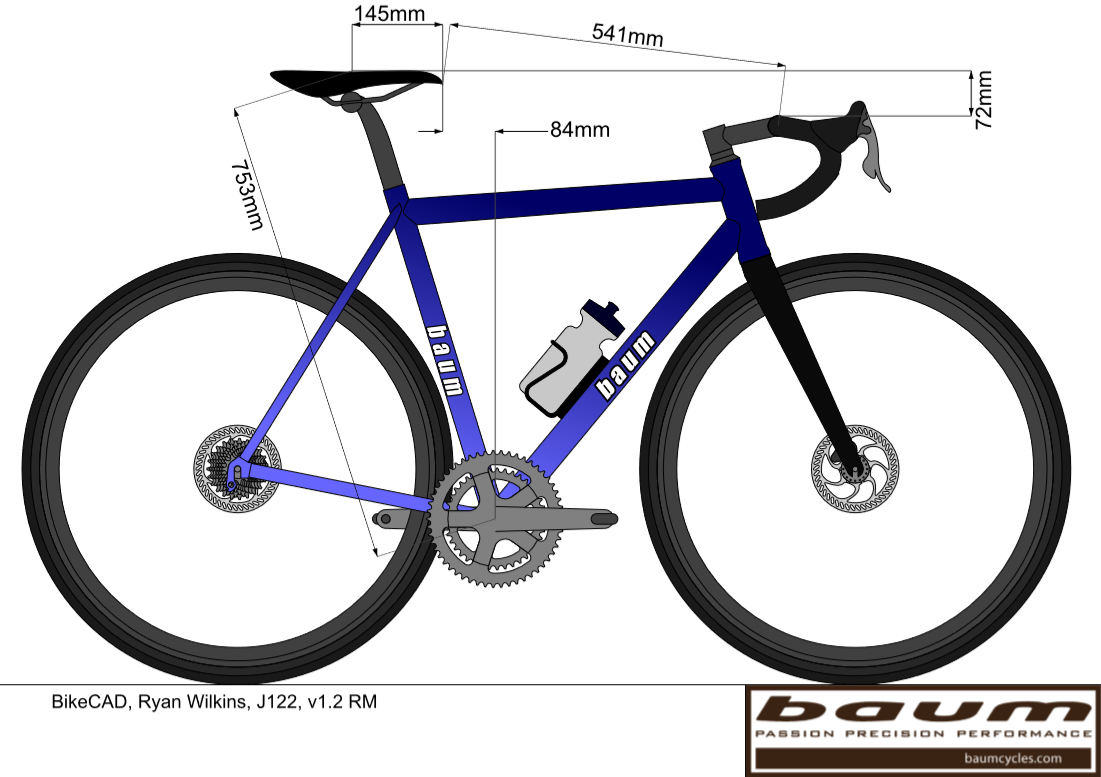 145mm
541mm
72mm
84mm
753mm
baum
baum
BikeCAD, Ryan Wilkins, J122, v1.2 RM
baum
PASSION PRECISION PERFORMANCE
baumcycles.com